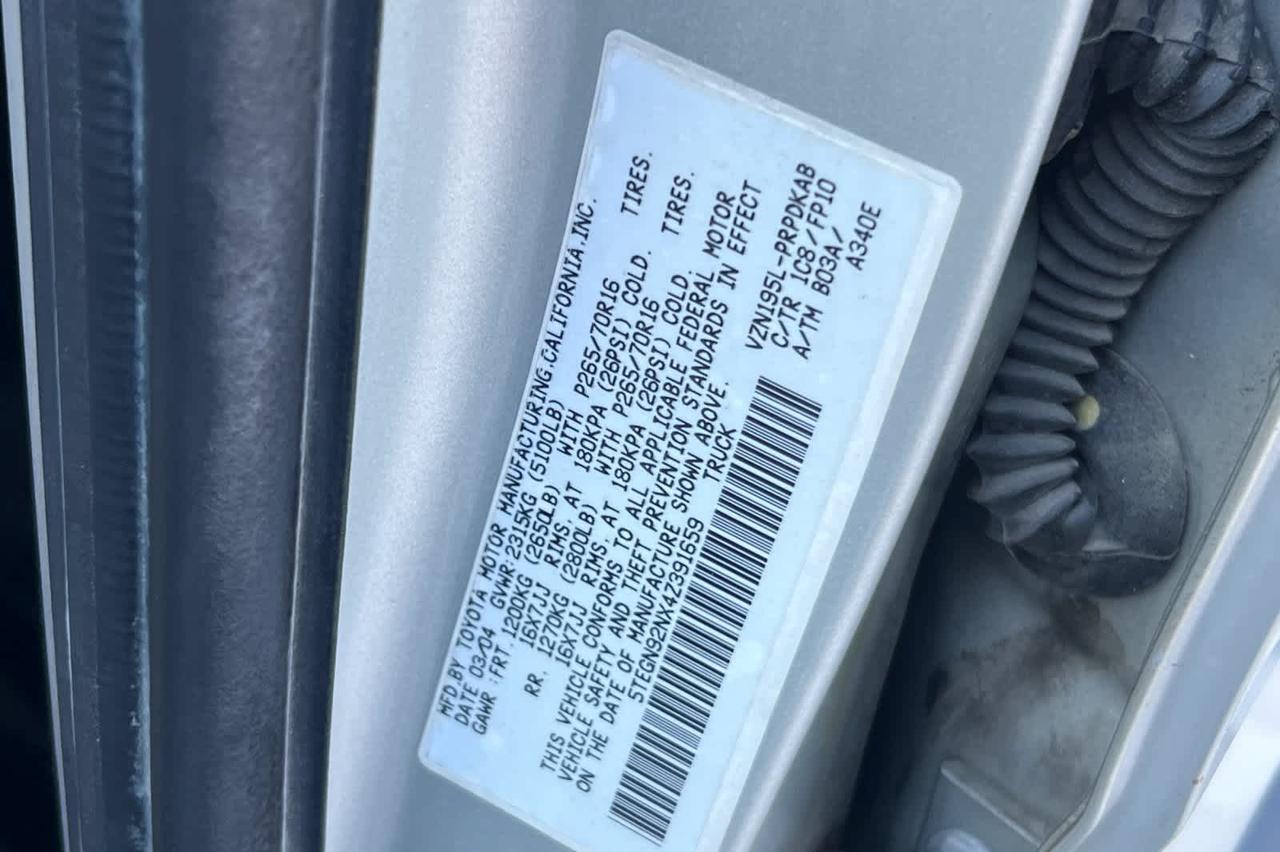 MFD.BY TOYOTA MOTOR MANUFACTURING.CALIFORNIA.INC.
DATE 03/04 GVWR:2315KG (5100LB)
GAWR :FRT. 1200KG (2650LB) WITH P265/70R16 TIRES.
16X7JJ RIMS, AT 180KPA (26PSI) COLD.
RR. 1270KG (2800LB) WITH P265/70R16 TIRES.
16X7JJ RIMS, AT 180KPA (26PSI) COLD.
THIS VEHICLE CONFORMS TO ALL APPLICABLE FEDERAL MOTOR
VEHICLE SAFETY AND THEFT PREVENTION STANDARDS IN EFFECT
ON THE DATE OF MANUFACTURE SHOWN ABOVE.
5TEGN92NX4Z391659 TRUCK
VZN195L-PRPDKAB
C/TR 1C8/FP10
A/TM B03A/
A340E